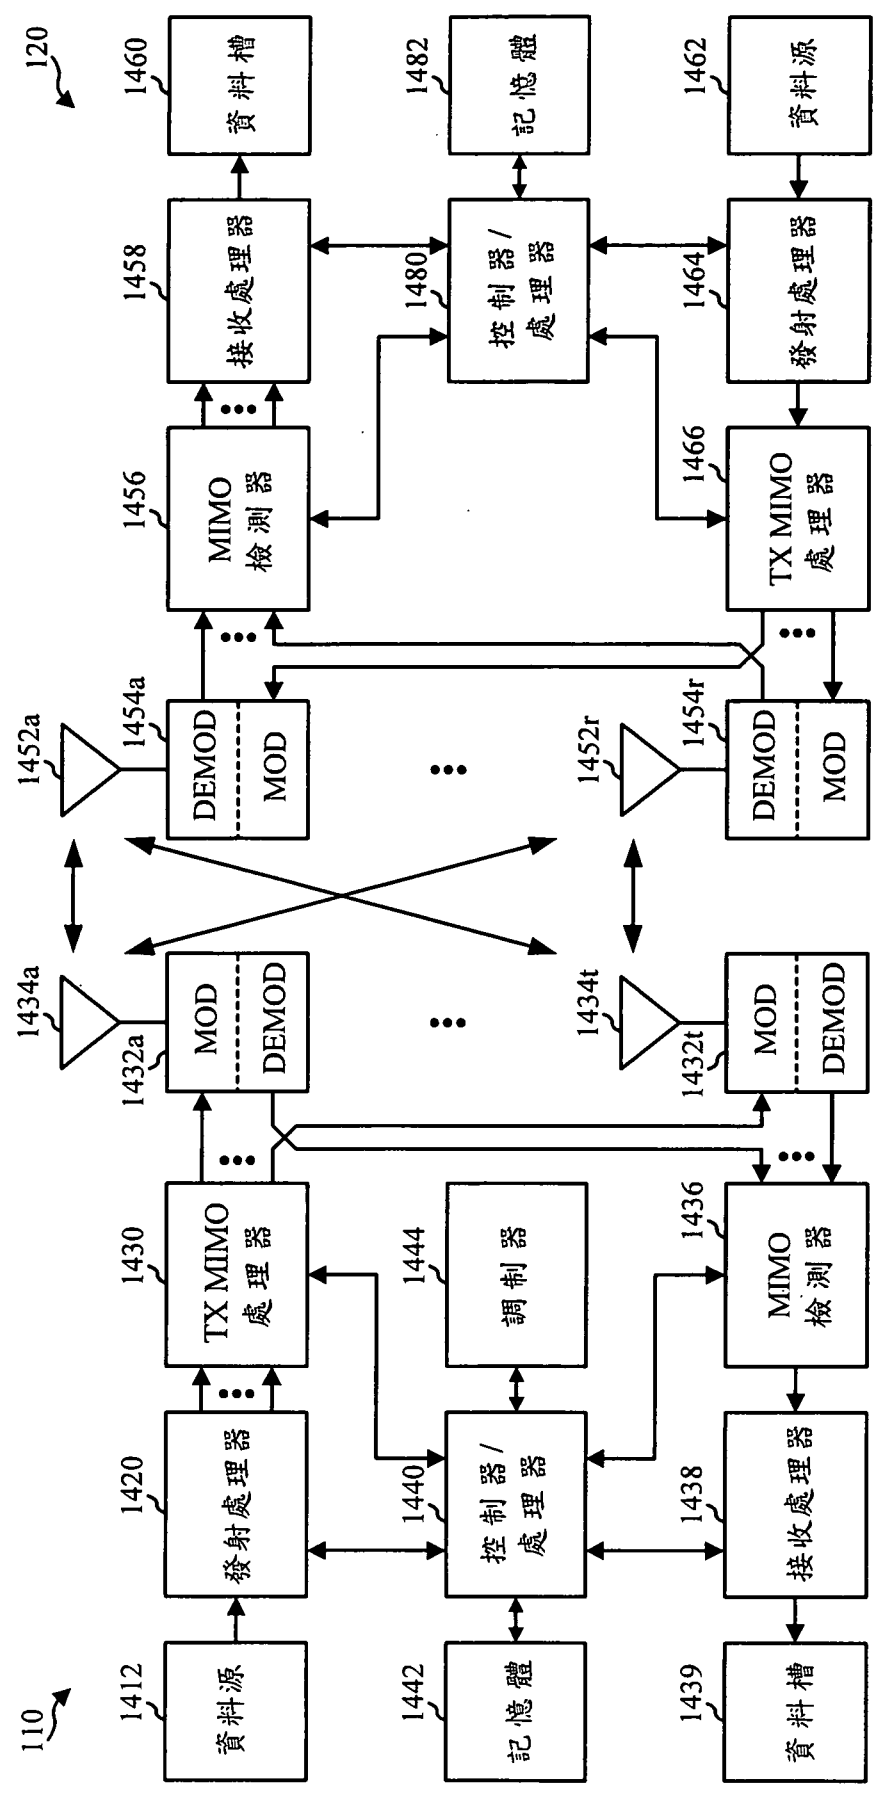 110
120
1412
資料源
1420
發射處理器
1430
TX MIMO
處理器
1432a
MOD
DEMOD
1434a
1452a
1454a
DEMOD
MOD
1456
MIMO
檢測器
1458
接收處理器
1460
資料槽
1442
記憶體
1440
控制器/
處理器
1444
調制器
1480
控制器/
處理器
1482
記憶體
1439
資料槽
1438
接收處理器
1436
MIMO
檢測器
1432t
MOD
DEMOD
1434t
1452r
1454r
DEMOD
MOD
1466
TX MIMO
處理器
1464
發射處理器
1462
資料源